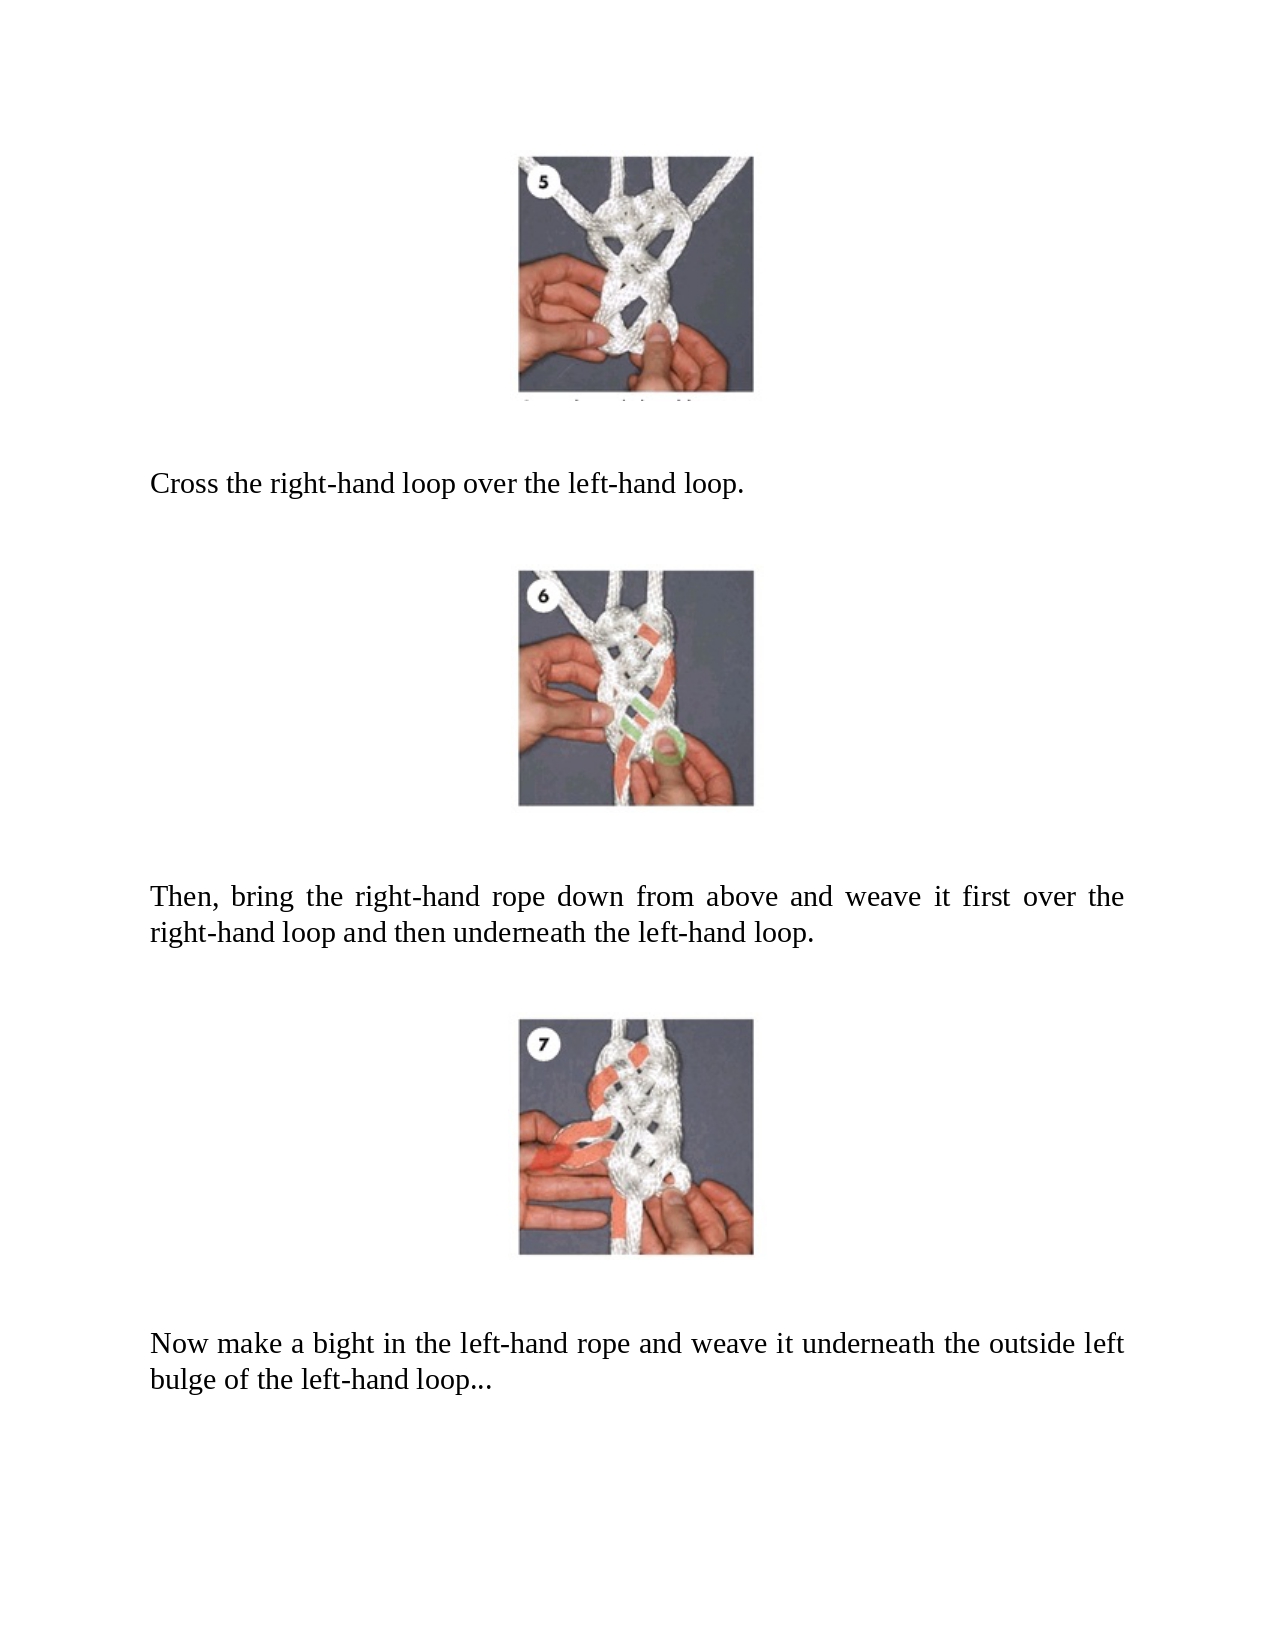 5
Cross the right-hand loop over the left-hand loop.
6
Then, bring the right-hand rope down from above and weave it first over the
right-hand loop and then underneath the left-hand loop.
7
Now make a bight in the left-hand rope and weave it underneath the outside left
bulge of the left-hand loop...